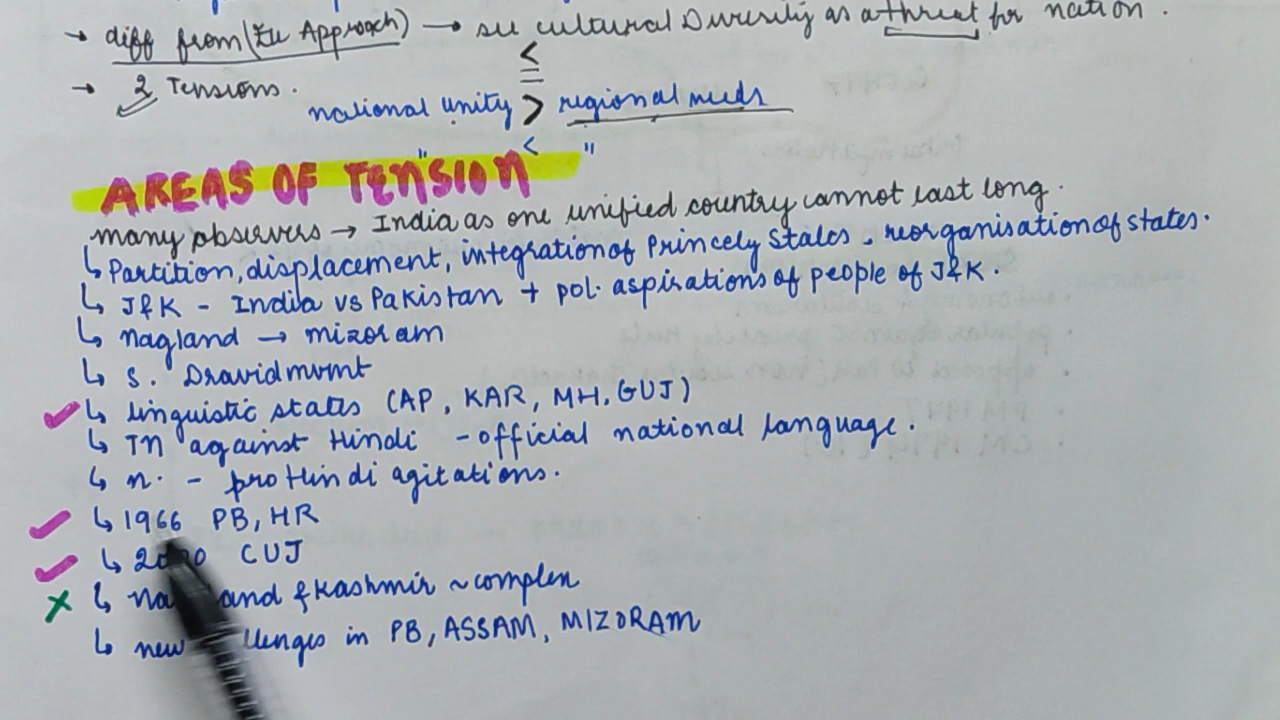 → diff from (EU Approach) → see cultural Diversity as a threat for nation.
→ 2 Tensions.
<
=
national unity > regional needs
" < "
AREAS OF TENSION
many observers → India as one unified country cannot last long.
↳ Partition, displacement, integration of Princely States. reorganisation of states.
↳ J&K - India vs Pakistan + pol. aspirations of people of J&K.
↳ Nagland → mizoram
↳ S. Dravid mvmt
✓ ↳ linguistic states (AP, KAR, MH, GUJ)
↳ TN against Hindi - official national language.
↳ n. - pro Hindi agitations.
✓ ↳ 1966 PB, HR
✓ ↳ 2000 CUJ
✗ ↳ & Kashmir ~ complex
↳ new in PB, ASSAM, MIZORAM